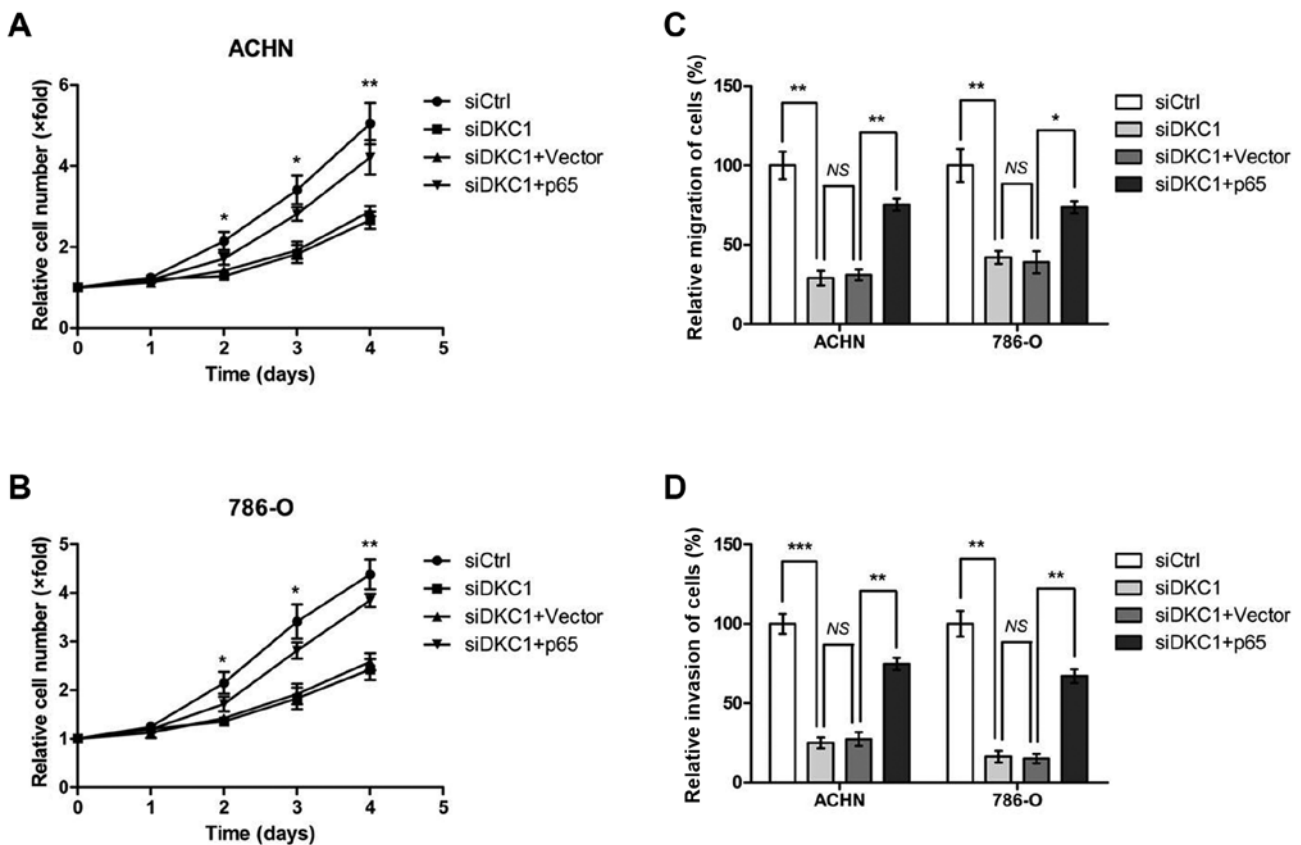 A
ACHN
Relative cell number (×fold)
6
4
2
0
0 1 2 3 4 5
Time (days)
* * **
siCtrl
siDKC1
siDKC1+Vector
siDKC1+p65
C
Relative migration of cells (%)
150
100
50
0
** NS ** ** NS *
ACHN 786-O
siCtrl
siDKC1
siDKC1+Vector
siDKC1+p65
B
786-O
Relative cell number (×fold)
5
4
3
2
1
0
0 1 2 3 4 5
Time (days)
* * **
siCtrl
siDKC1
siDKC1+Vector
siDKC1+p65
D
Relative invasion of cells (%)
150
100
50
0
*** NS ** ** NS **
ACHN 786-O
siCtrl
siDKC1
siDKC1+Vector
siDKC1+p65